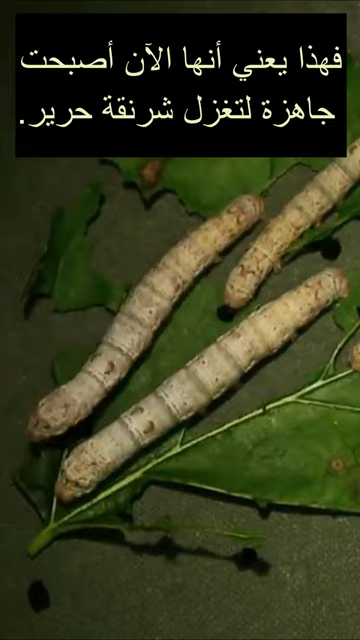 فهذا يعني أنها الآن أصبحت
جاهزة لتغزل شرنقة حرير.